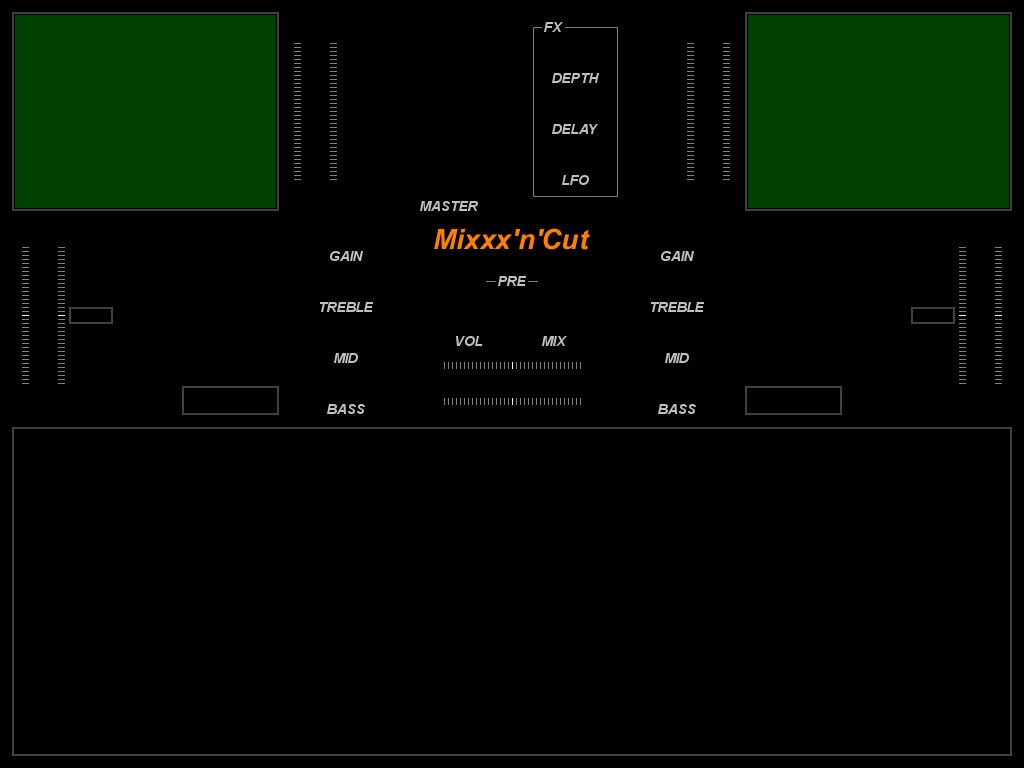 FX
DEPTH
DELAY
LFO
MASTER
Mixxx'n'Cut
GAIN
GAIN
PRE
TREBLE
TREBLE
VOL MIX
MID
MID
BASS
BASS